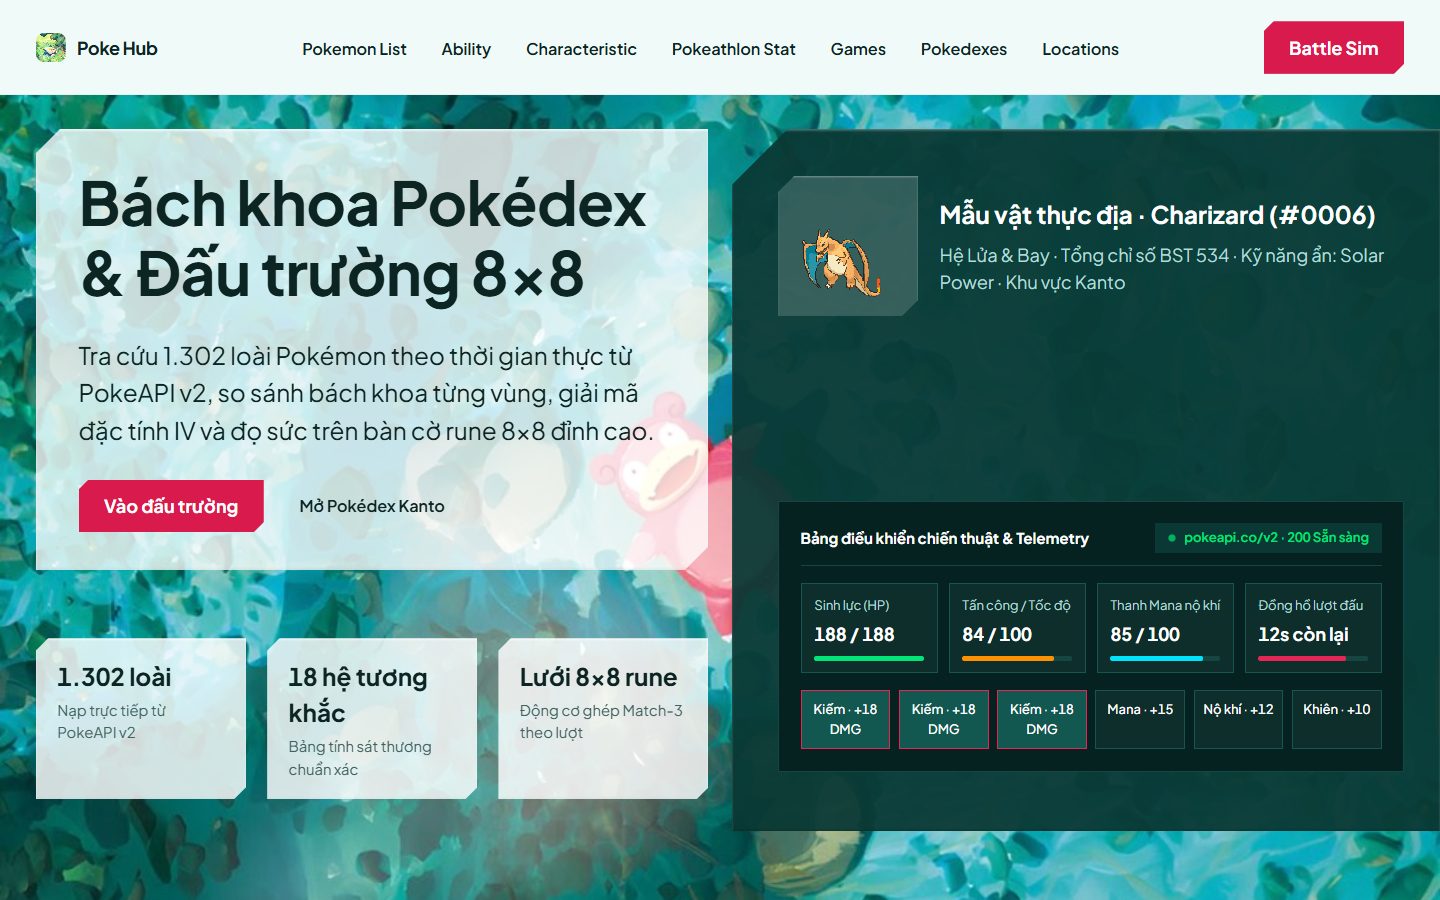 Poke Hub
Pokemon List
Ability
Characteristic
Pokeathlon Stat
Games
Pokedexes
Locations
Battle Sim
Bách khoa Pokédex
& Đấu trường 8×8
Tra cứu 1.302 loài Pokémon theo thời gian thực từ
PokeAPI v2, so sánh bách khoa từng vùng, giải mã
đặc tính IV và đọ sức trên bàn cờ rune 8×8 đỉnh cao.
Vào đấu trường
Mở Pokédex Kanto
1.302 loài
Nạp trực tiếp từ
PokeAPI v2
18 hệ tương
khắc
Bảng tính sát thương
chuẩn xác
Lưới 8×8 rune
Động cơ ghép Match-3
theo lượt
Mẫu vật thực địa · Charizard (#0006)
Hệ Lửa & Bay · Tổng chỉ số BST 534 · Kỹ năng ẩn: Solar
Power · Khu vực Kanto
Bảng điều khiển chiến thuật & Telemetry
pokeapi.co/v2 · 200 Sẵn sàng
Sinh lực (HP)
188 / 188
Tấn công / Tốc độ
84 / 100
Thanh Mana nộ khí
85 / 100
Đồng hồ lượt đấu
12s còn lại
Kiếm · +18
DMG
Kiếm · +18
DMG
Kiếm · +18
DMG
Mana · +15
Nộ khí · +12
Khiên · +10